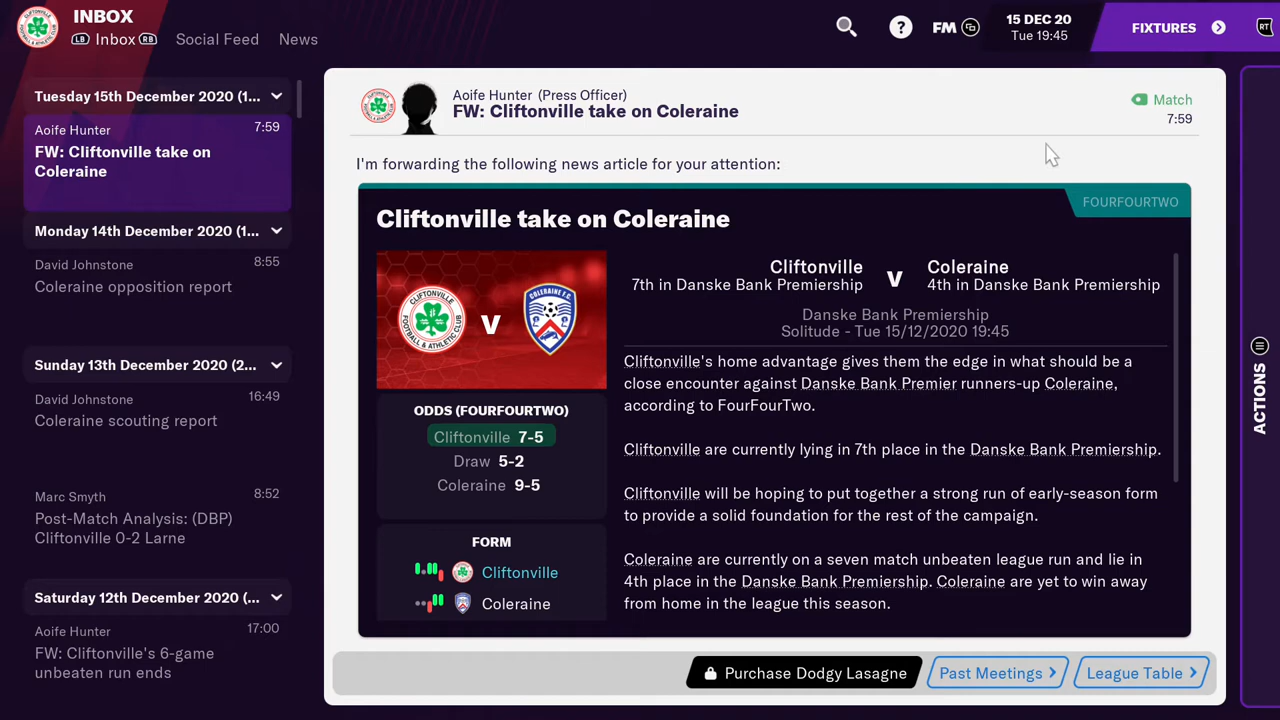 INBOX
LB Inbox RB Social Feed News
? FM
15 DEC 20
Tue 19:45
FIXTURES
RT
Tuesday 15th December 2020 (1...
Aoife Hunter 7:59
FW: Cliftonville take on
Coleraine
Monday 14th December 2020 (1...
David Johnstone 8:55
Coleraine opposition report
Sunday 13th December 2020 (2...
David Johnstone 16:49
Coleraine scouting report
Marc Smyth 8:52
Post-Match Analysis: (DBP)
Cliftonville 0-2 Larne
Saturday 12th December 2020 (...
Aoife Hunter 17:00
FW: Cliftonville's 6-game
unbeaten run ends
Aoife Hunter (Press Officer)
FW: Cliftonville take on Coleraine
Match
7:59
I'm forwarding the following news article for your attention:
Cliftonville take on Coleraine
FOURFOURTWO
CLIFTONVILLE
FOOTBALL & ATHLETIC CLUB
V
COLERAINE F.C.
ODDS (FOURFOURTWO)
Cliftonville 7-5
Draw 5-2
Coleraine 9-5
FORM
Cliftonville
Coleraine
Cliftonville v Coleraine
7th in Danske Bank Premiership 4th in Danske Bank Premiership
Danske Bank Premiership
Solitude - Tue 15/12/2020 19:45
Cliftonville's home advantage gives them the edge in what should be a
close encounter against Danske Bank Premier runners-up Coleraine,
according to FourFourTwo.
Cliftonville are currently lying in 7th place in the Danske Bank Premiership.
Cliftonville will be hoping to put together a strong run of early-season form
to provide a solid foundation for the rest of the campaign.
Coleraine are currently on a seven match unbeaten league run and lie in
4th place in the Danske Bank Premiership. Coleraine are yet to win away
from home in the league this season.
Purchase Dodgy Lasagne
Past Meetings
League Table
ACTIONS